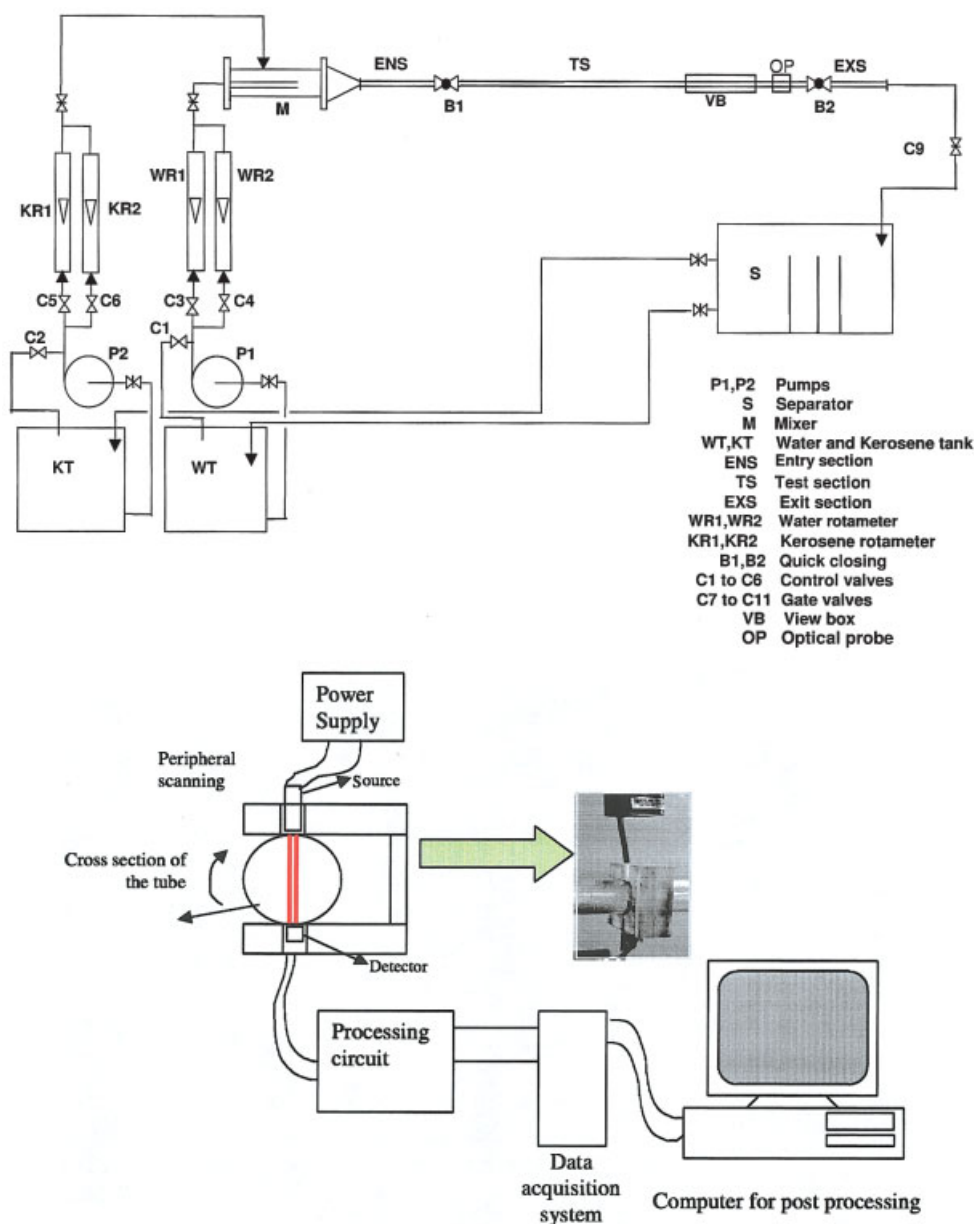 ENS
TS
OP
EXS
M
B1
VB
B2
C9
WR1
WR2
KR1
KR2
S
C5
C6
C3
C4
C2
C1
P2
P1
KT
WT
P1,P2 Pumps
S Separator
M Mixer
WT,KT Water and Kerosene tank
ENS Entry section
TS Test section
EXS Exit section
WR1,WR2 Water rotameter
KR1,KR2 Kerosene rotameter
B1,B2 Quick closing
C1 to C6 Control valves
C7 to C11 Gate valves
VB View box
OP Optical probe
Power
Supply
Peripheral
scanning
Source
Cross section of
the tube
Detector
Processing
circuit
Data
acquisition
system
Computer for post processing